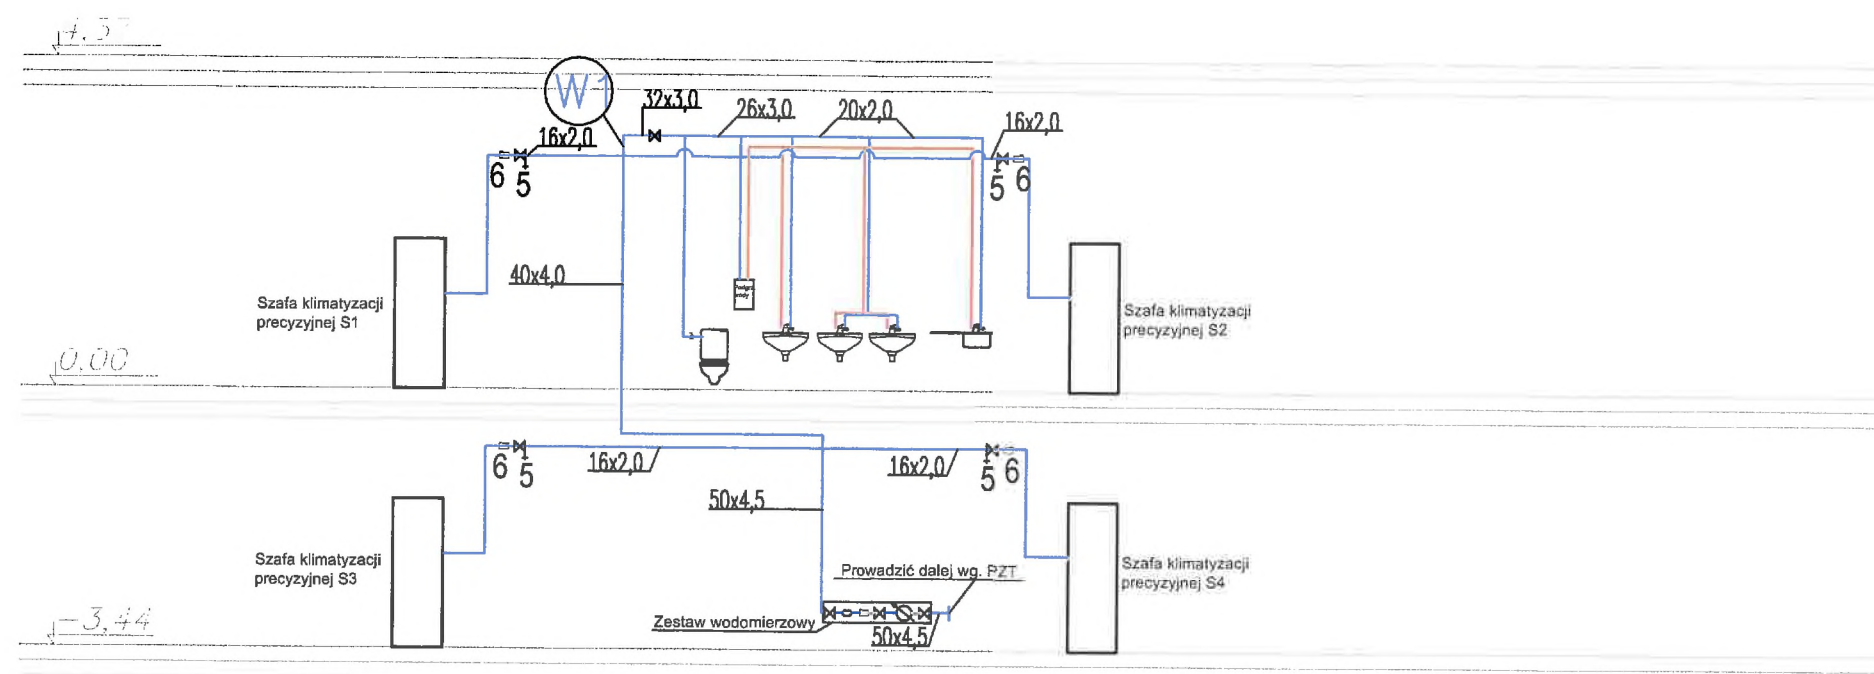 W1
32x3,0
26x3,0
20x2,0
16x2,0
16x2,0
6 5
5 6
40x4,0
Szafa klimatyzacji
precyzyjnej S1
Szafa klimatyzacji
precyzyjnej S2
0.00
6 5
16x2,0
16x2,0
5 6
50x4,5
Szafa klimatyzacji
precyzyjnej S3
Prowadzić dalej wg. PZT
Szafa klimatyzacji
precyzyjnej S4
-3,44
Zestaw wodomierzowy
50x4,5